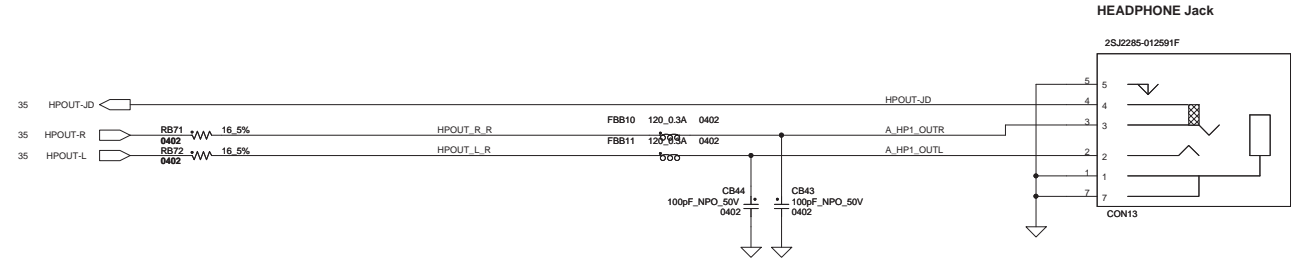 HEADPHONE Jack
2SJ2285-012591F
5 5
35 HPOUT-JD HPOUT-JD 4 4
35 HPOUT-R RB71 16_5% HPOUT_R_R FBB10 120_0.3A 0402 A_HP1_OUTR 3 3
0402
35 HPOUT-L RB72 16_5% HPOUT_L_R FBB11 120_0.3A 0402 A_HP1_OUTL 2 2
0402
1 1
CB44 CB43
100pF_NPO_50V 100pF_NPO_50V 7 7
0402 0402
CON13